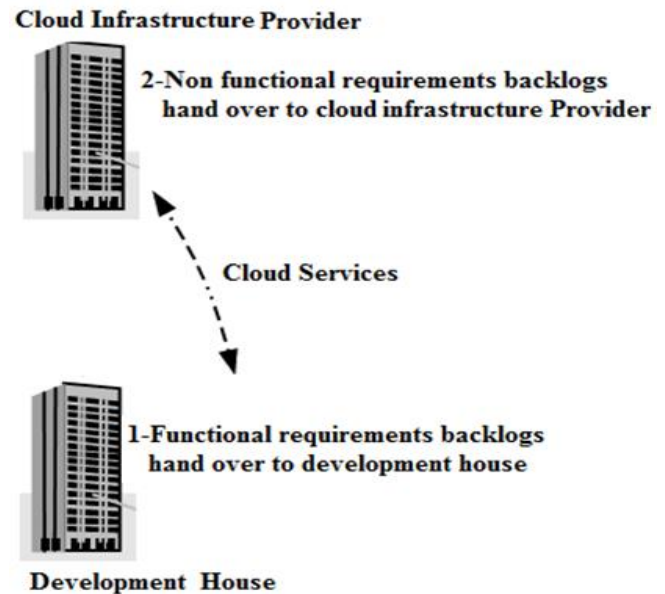 Cloud Infrastructure Provider
2-Non functional requirements backlogs
hand over to cloud infrastructure Provider
Cloud Services
1-Functional requirements backlogs
hand over to development house
Development House